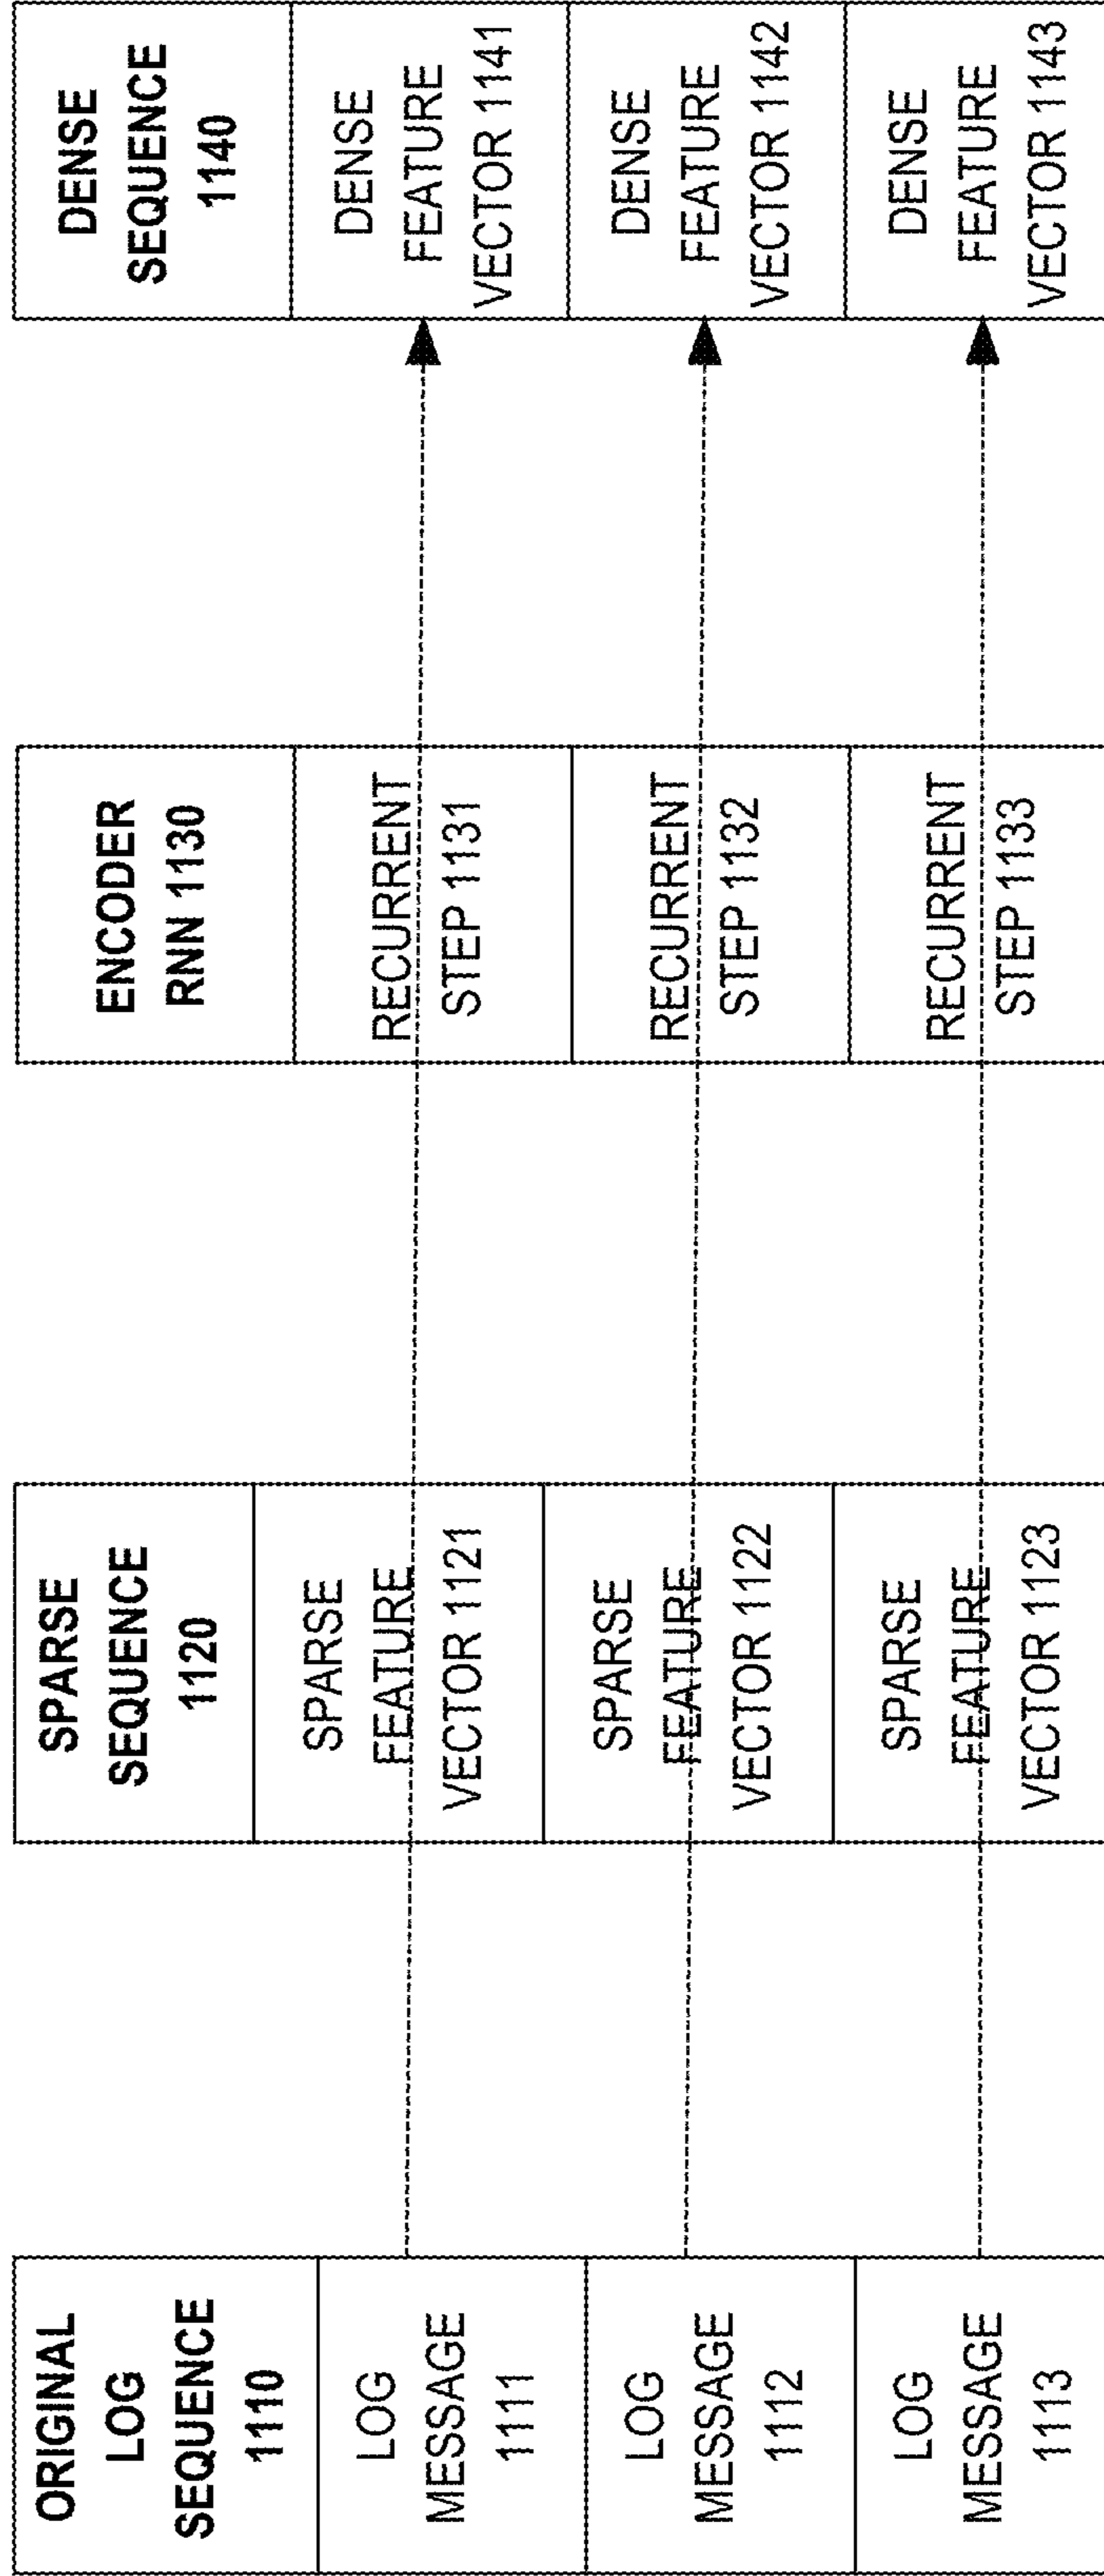 ORIGINAL
LOG
SEQUENCE
1110
LOG
MESSAGE
1111
LOG
MESSAGE
1112
LOG
MESSAGE
1113
SPARSE
SEQUENCE
1120
SPARSE
FEATURE
VECTOR 1121
SPARSE
FEATURE
VECTOR 1122
SPARSE
FEATURE
VECTOR 1123
ENCODER
RNN 1130
RECURRENT
STEP 1131
RECURRENT
STEP 1132
RECURRENT
STEP 1133
DENSE
SEQUENCE
1140
DENSE
FEATURE
VECTOR 1141
DENSE
FEATURE
VECTOR 1142
DENSE
FEATURE
VECTOR 1143